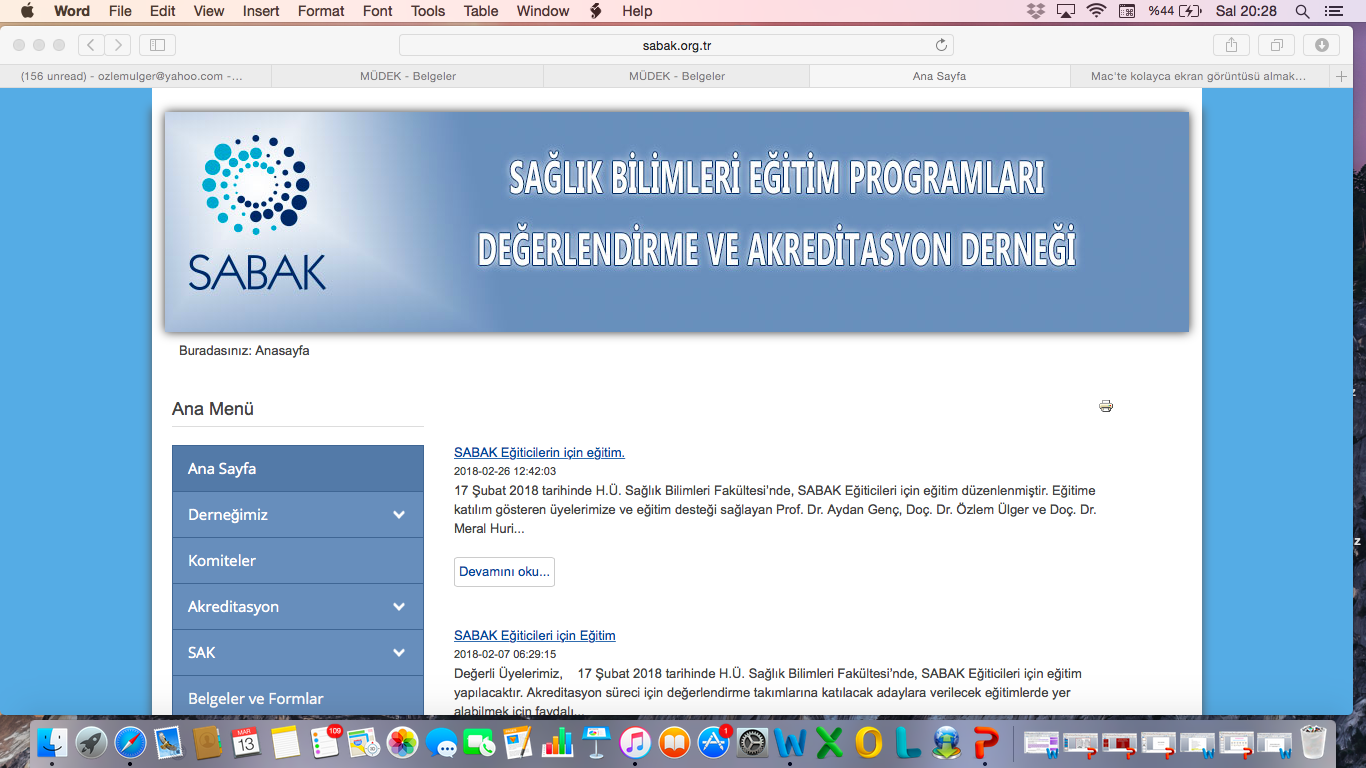 Word File Edit View Insert Format Font Tools Table Window Help %44 Sal 20:28
sabak.org.tr
(156 unread) - ozlemulger@yahoo.com -... MÜDEK - Belgeler MÜDEK - Belgeler Ana Sayfa Mac'te kolayca ekran görüntüsü almak...
SABAK
SAĞLIK BİLİMLERİ EĞİTİM PROGRAMLARI
DEĞERLENDİRME VE AKREDİTASYON DERNEĞİ
Buradasınız: Anasayfa
Ana Menü
Ana Sayfa
Derneğimiz
Komiteler
Akreditasyon
SAK
Belgeler ve Formlar
SABAK Eğiticilerin için eğitim.
2018-02-26 12:42:03
17 Şubat 2018 tarihinde H.Ü. Sağlık Bilimleri Fakültesi'nde, SABAK Eğiticileri için eğitim düzenlenmiştir. Eğitime
katılım gösteren üyelerimize ve eğitim desteği sağlayan Prof. Dr. Aydan Genç, Doç. Dr. Özlem Ülger ve Doç. Dr.
Meral Huri...
Devamını oku...
SABAK Eğiticileri için Eğitim
2018-02-07 06:29:15
Değerli Üyelerimiz, 17 Şubat 2018 tarihinde H.Ü. Sağlık Bilimleri Fakültesi'nde, SABAK Eğiticileri için eğitim
yapılacaktır. Akreditasyon süreci için değerlendirme takımlarına katılacak adaylara verilecek eğitimlerde yer
alabilmek için faydalı...
MAR
13
109
1